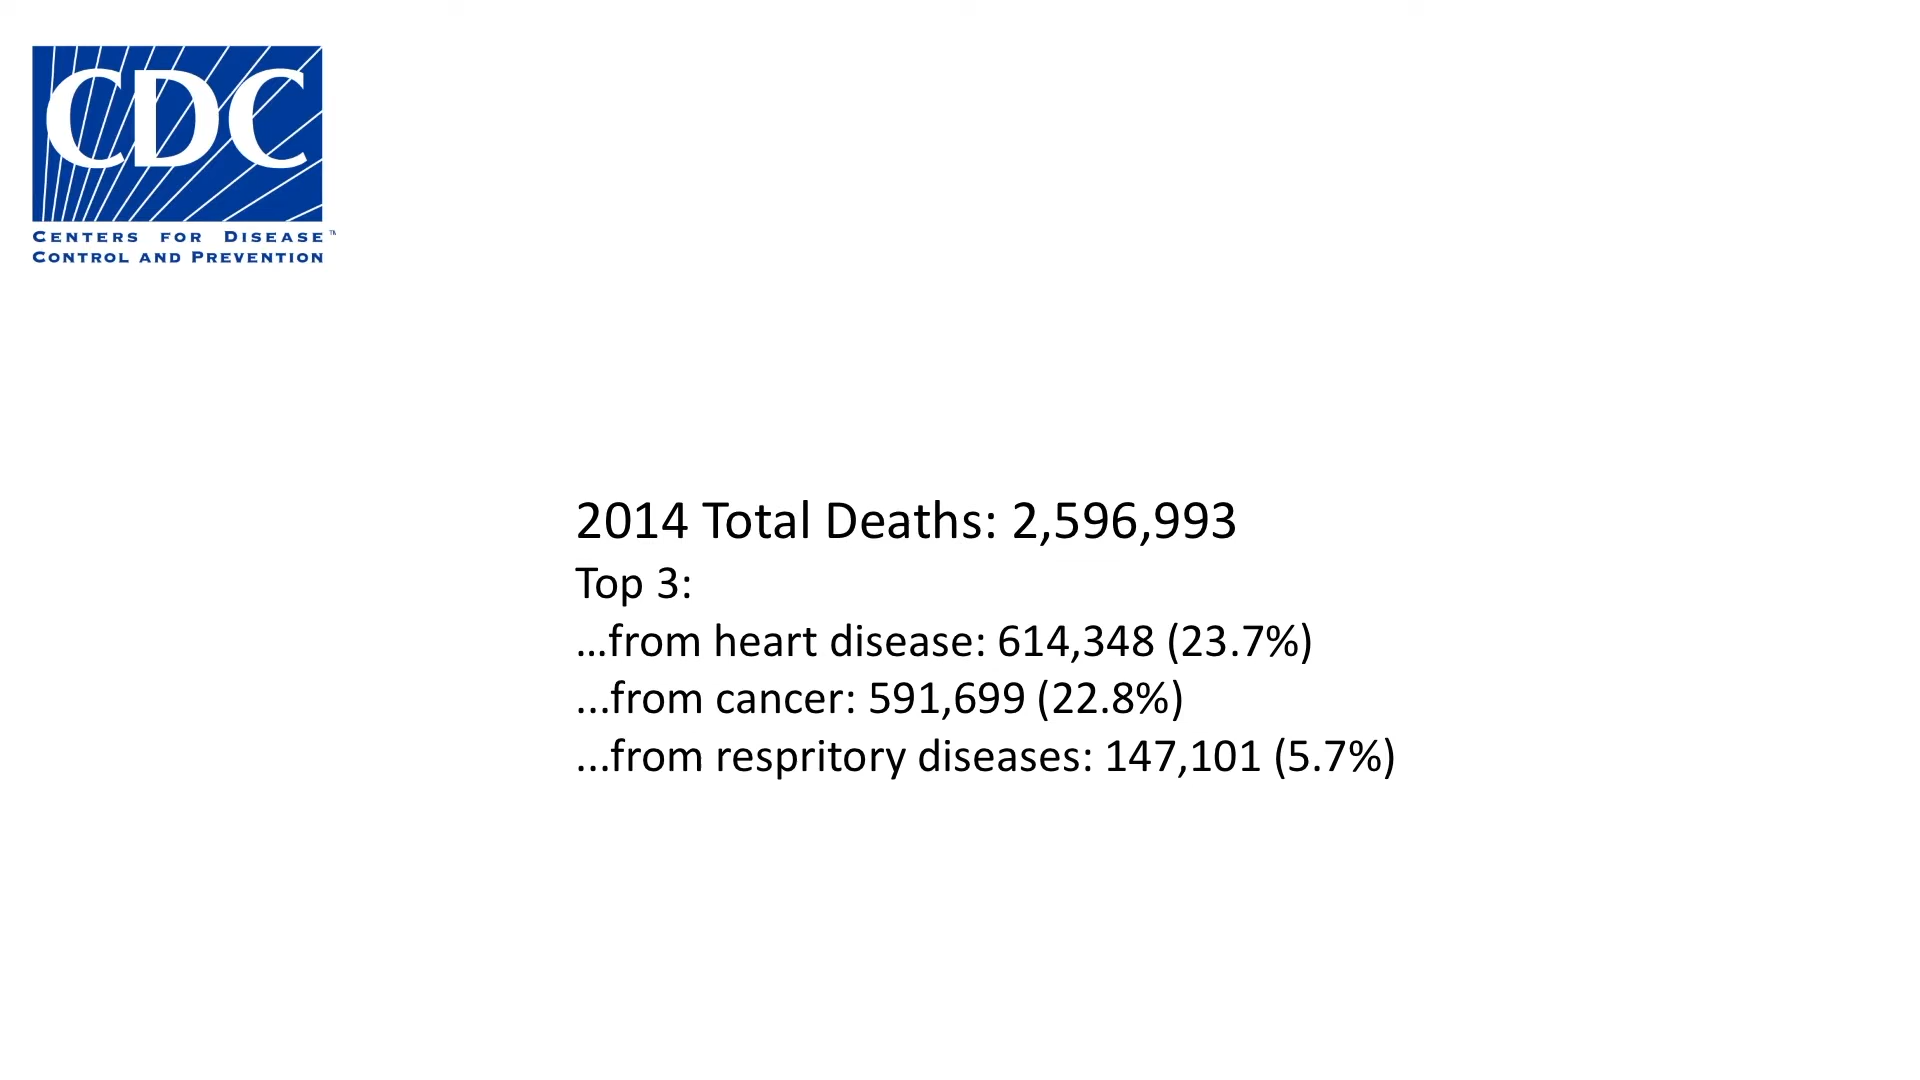 CDC
CENTERS FOR DISEASE™
CONTROL AND PREVENTION
2014 Total Deaths: 2,596,993
Top 3:
...from heart disease: 614,348 (23.7%)
...from cancer: 591,699 (22.8%)
...from respritory diseases: 147,101 (5.7%)